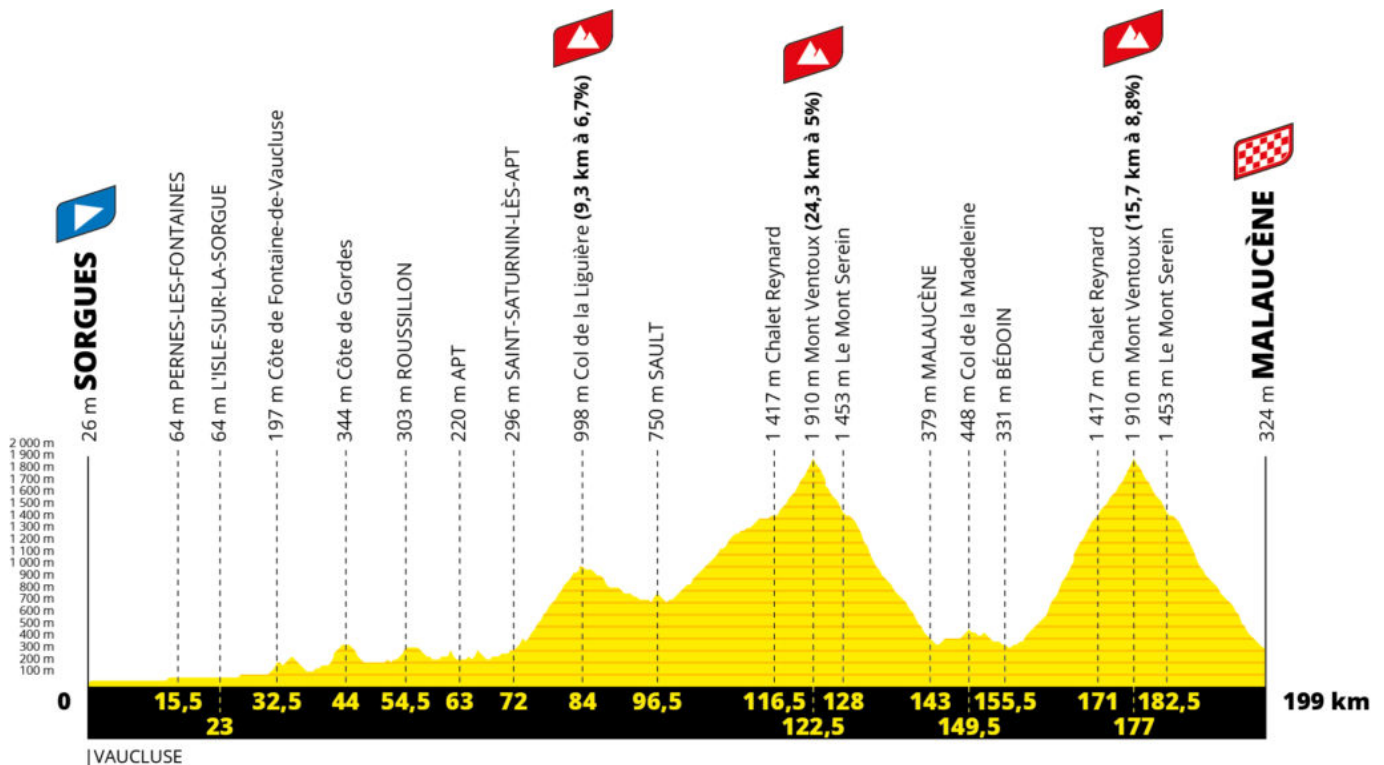 26 m SORGUES
64 m PERNES-LES-FONTAINES
64 m L'ISLE-SUR-LA-SORGUE
197 m Côte de Fontaine-de-Vaucluse
344 m Côte de Gordes
303 m ROUSSILLON
220 m APT
296 m SAINT-SATURNIN-LÈS-APT
998 m Col de la Liguière (9,3 km à 6,7%)
750 m SAULT
1 417 m Chalet Reynard
1 910 m Mont Ventoux (24,3 km à 5%)
1 453 m Le Mont Serein
379 m MALAUCÈNE
448 m Col de la Madeleine
331 m BÉDOIN
1 417 m Chalet Reynard
1 910 m Mont Ventoux (15,7 km à 8,8%)
1 453 m Le Mont Serein
324 m MALAUCÈNE
2 000 m
1 900 m
1 800 m
1 700 m
1 600 m
1 500 m
1 400 m
1 300 m
1 200 m
1 100 m
1 000 m
900 m
800 m
700 m
600 m
500 m
400 m
300 m
200 m
100 m
0 15,5 32,5 44 54,5 63 72 84 96,5 116,5 128 143 155,5 171 182,5 199 km
23 122,5 149,5 177
|VAUCLUSE